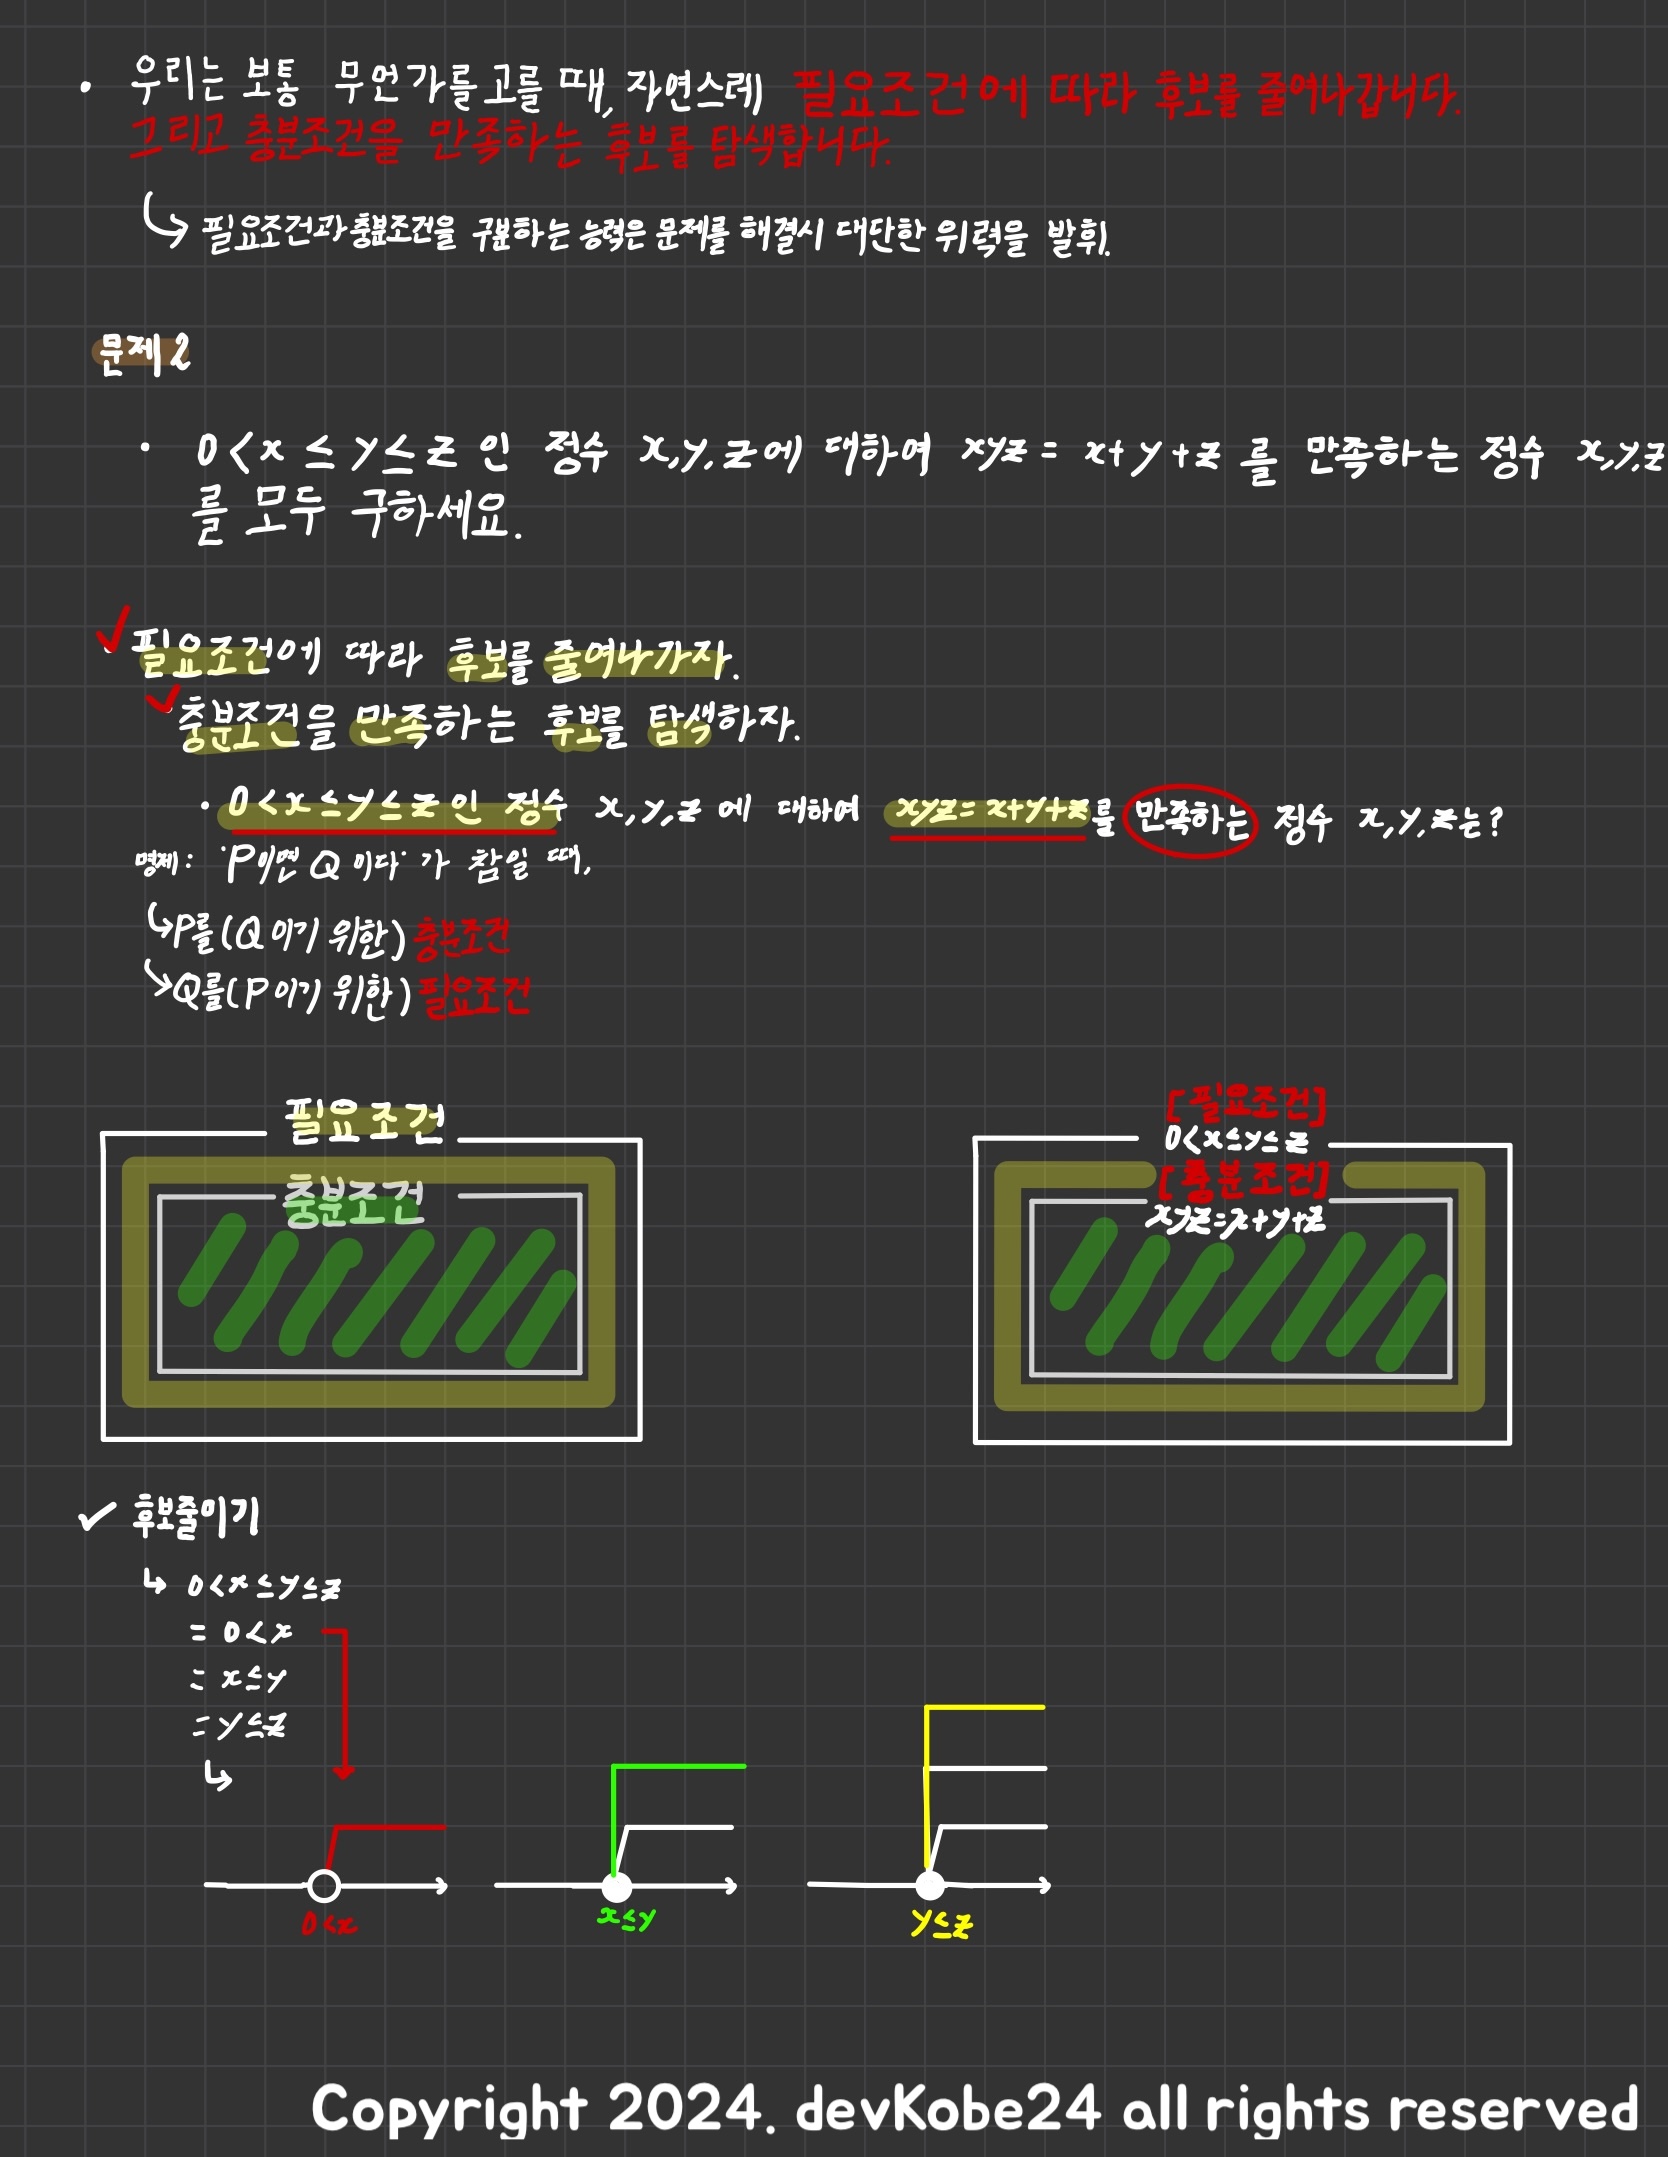 • 우리는 보통 무언가를 고를 때, 자연스레 필요조건에 따라 후보를 줄여나갑니다.
그리고 충분조건을 만족하는 후보를 탐색합니다.
↳ 필요조건과 충분조건을 구분하는 능력은 문제를 해결시 대단한 위력을 발휘.
문제 2
• 0 < x ≤ y ≤ z 인 정수 x, y, z에 대하여 xyz = x + y + z 를 만족하는 정수 x, y, z
를 모두 구하세요.
✓ 필요조건에 따라 후보를 줄여나가자.
✓ 충분조건을 만족하는 후보를 탐색하자.
• 0 < x ≤ y ≤ z 인 정수 x, y, z 에 대하여 xyz = x + y + z를 만족하는 정수 x, y, z는?
명제: 'P이면 Q이다' 가 참일 때,
↳ P를 (Q이기 위한) 충분조건
↳ Q를 (P이기 위한) 필요조건
필요조건
충분조건
[필요조건]
0 < x ≤ y ≤ z
[충분조건]
xyz = x + y + z
✓ 후보줄이기
↳ 0 < x ≤ y ≤ z
= 0 < x
= x ≤ y
= y ≤ z
↳
0 < x
x ≤ y
y ≤ z
Copyright 2024. devKobe24 all rights reserved